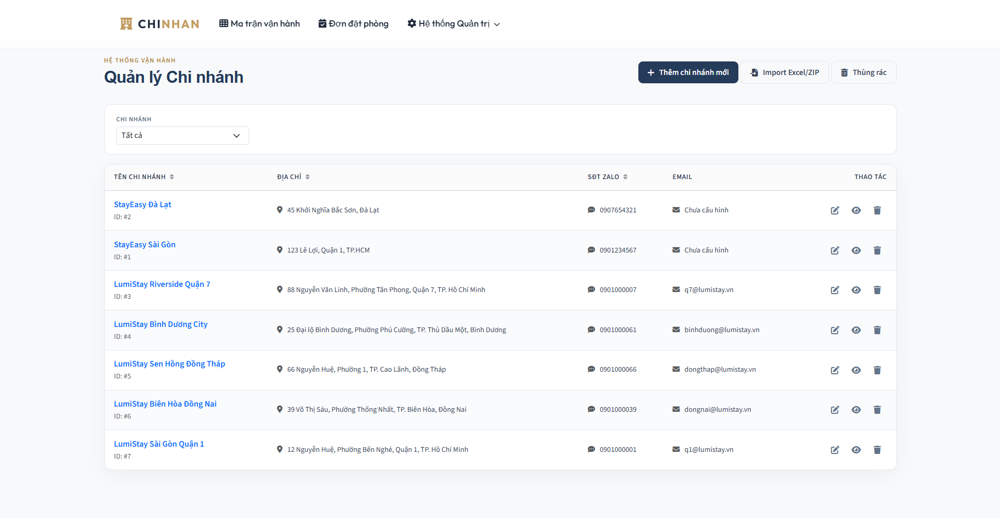 CHINHAN
Ma trận vận hành
Đơn đặt phòng
Hệ thống Quản trị
HỆ THỐNG VẬN HÀNH
Quản lý Chi nhánh
Thêm chi nhánh mới
Import Excel/ZIP
Thùng rác
CHI NHÁNH
Tất cả
TÊN CHI NHÁNH ĐỊA CHỈ SĐT ZALO EMAIL THAO TÁC
StayEasy Đà Lạt
ID: #2
45 Khởi Nghĩa Bắc Sơn, Đà Lạt
0907654321
Chưa cấu hình
StayEasy Sài Gòn
ID: #1
123 Lê Lợi, Quận 1, TP.HCM
0901234567
Chưa cấu hình
LumiStay Riverside Quận 7
ID: #3
88 Nguyễn Văn Linh, Phường Tân Phong, Quận 7, TP. Hồ Chí Minh
0901000007
q7@lumistay.vn
LumiStay Bình Dương City
ID: #4
25 Đại lộ Bình Dương, Phường Phú Cường, TP. Thủ Dầu Một, Bình Dương
0901000061
binhduong@lumistay.vn
LumiStay Sen Hồng Đồng Tháp
ID: #5
66 Nguyễn Huệ, Phường 1, TP. Cao Lãnh, Đồng Tháp
0901000066
dongthap@lumistay.vn
LumiStay Biên Hòa Đồng Nai
ID: #6
39 Võ Thị Sáu, Phường Thống Nhất, TP. Biên Hòa, Đồng Nai
0901000039
dongnai@lumistay.vn
LumiStay Sài Gòn Quận 1
ID: #7
12 Nguyễn Huệ, Phường Bến Nghé, Quận 1, TP. Hồ Chí Minh
0901000001
q1@lumistay.vn